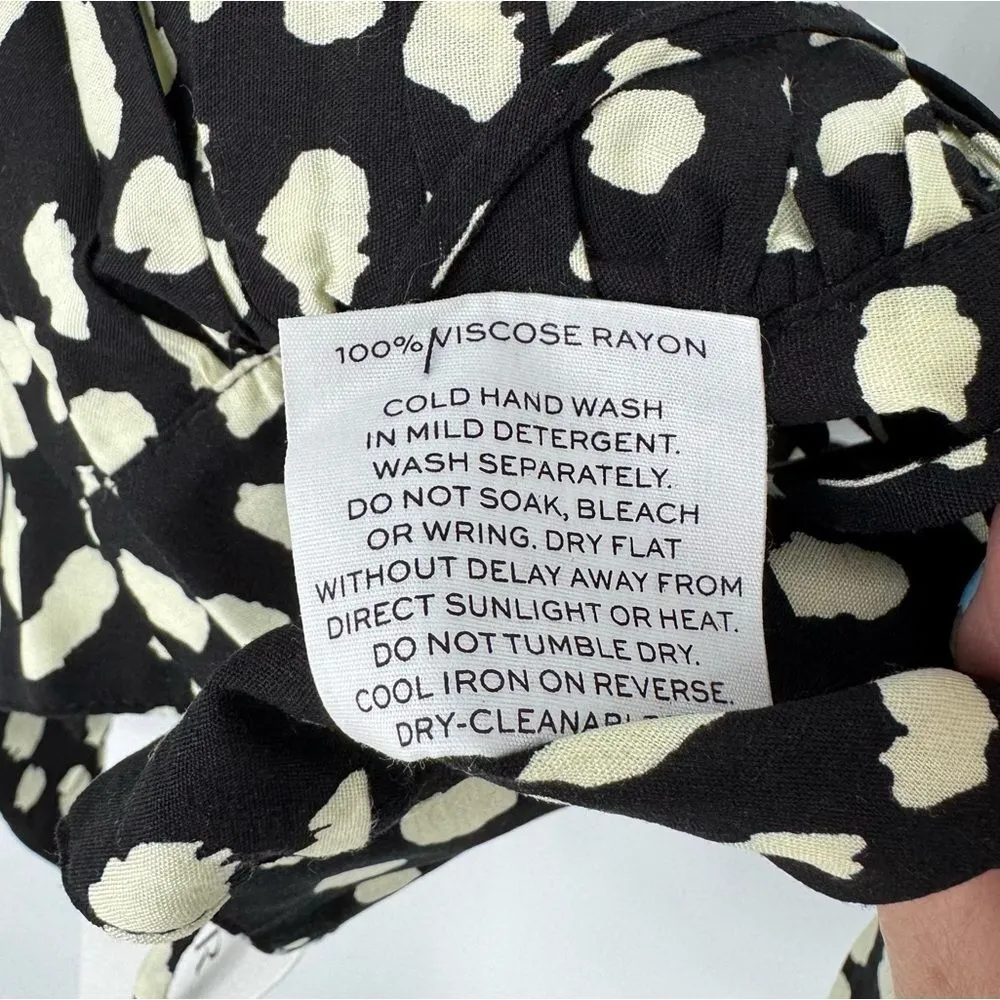 100% VISCOSE RAYON
COLD HAND WASH
IN MILD DETERGENT.
WASH SEPARATELY.
DO NOT SOAK, BLEACH
OR WRING. DRY FLAT
WITHOUT DELAY AWAY FROM
DIRECT SUNLIGHT OR HEAT.
DO NOT TUMBLE DRY.
COOL IRON ON REVERSE.